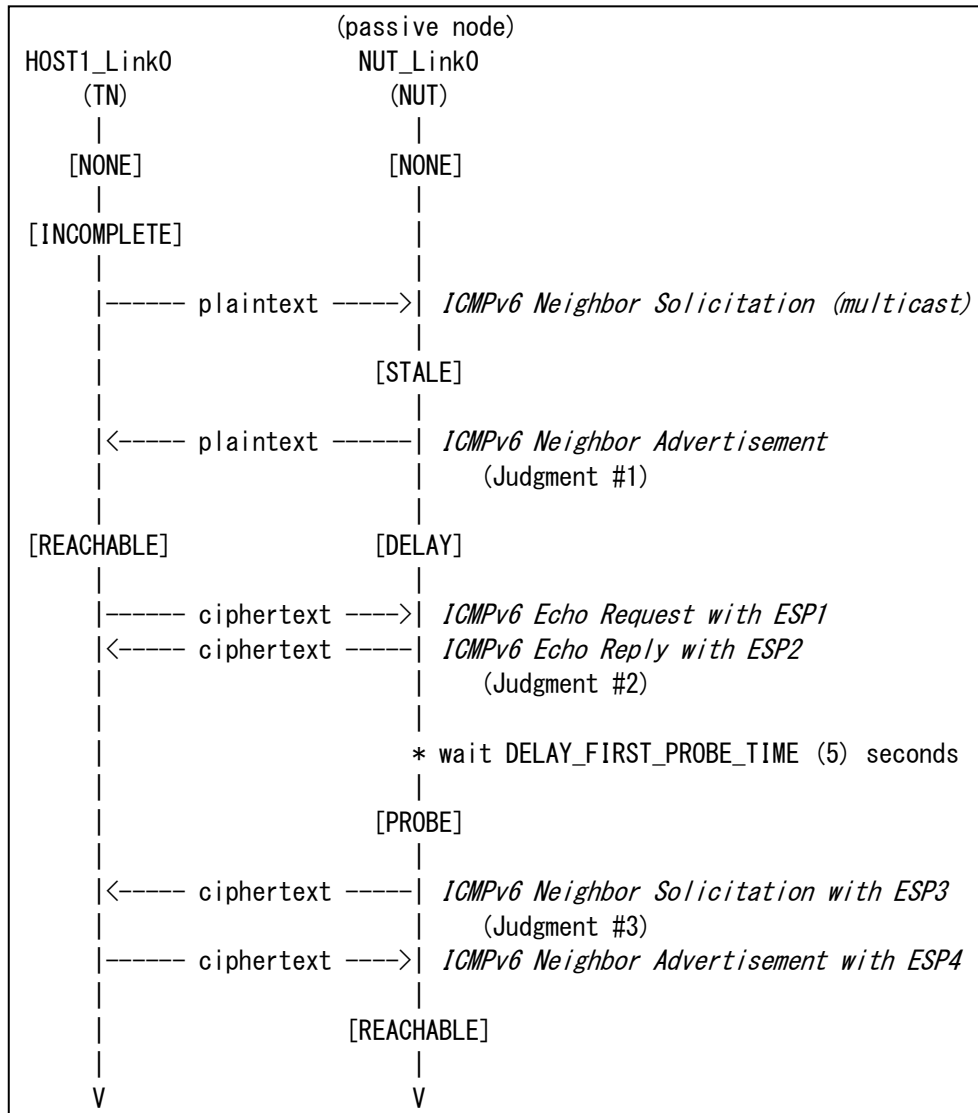 (passive node)
HOST1_Link0 NUT_Link0
(TN) (NUT)
[NONE] [NONE]
[INCOMPLETE]
|------ plaintext ----->| ICMPv6 Neighbor Solicitation (multicast)
[STALE]
|<----- plaintext ------| ICMPv6 Neighbor Advertisement
(Judgment #1)
[REACHABLE] [DELAY]
|------ ciphertext ---->| ICMPv6 Echo Request with ESP1
|<----- ciphertext -----| ICMPv6 Echo Reply with ESP2
(Judgment #2)
* wait DELAY_FIRST_PROBE_TIME (5) seconds
[PROBE]
|<----- ciphertext -----| ICMPv6 Neighbor Solicitation with ESP3
(Judgment #3)
|------ ciphertext ---->| ICMPv6 Neighbor Advertisement with ESP4
[REACHABLE]
V V